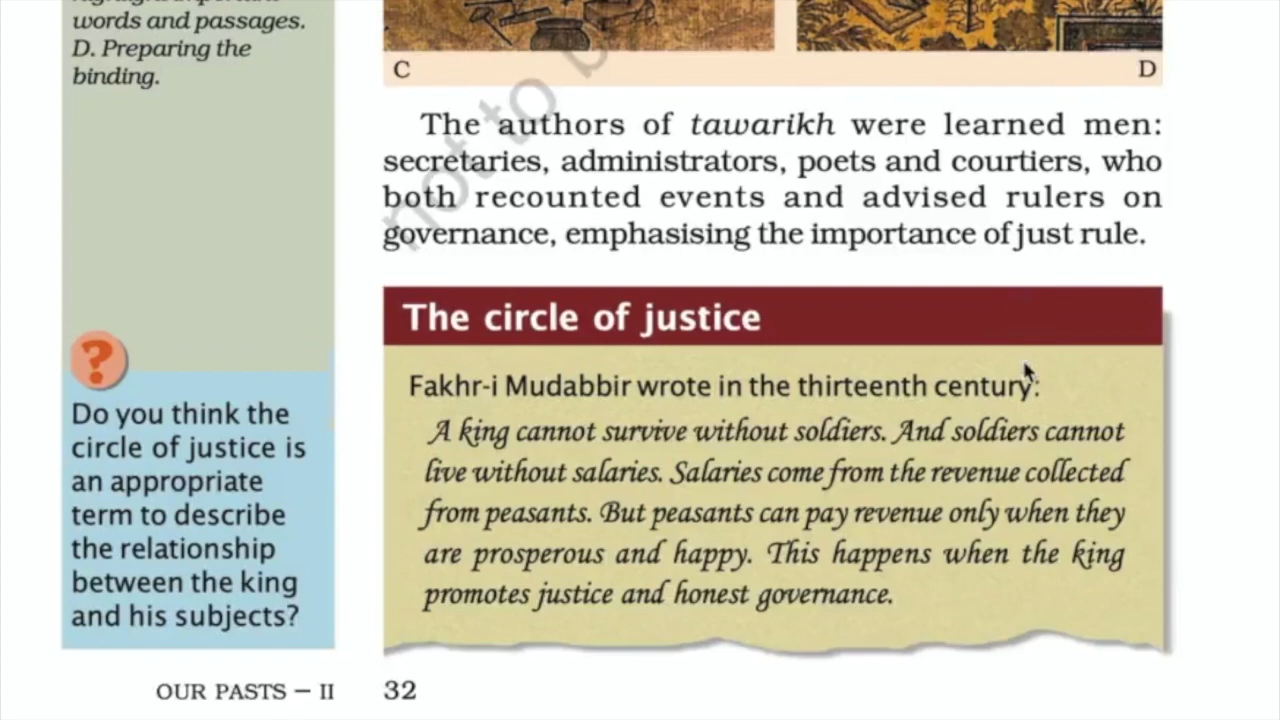 words and passages.
D. Preparing the
binding.
C
D
not to b
The authors of tawarikh were learned men:
secretaries, administrators, poets and courtiers, who
both recounted events and advised rulers on
governance, emphasising the importance of just rule.
The circle of justice
Fakhr-i Mudabbir wrote in the thirteenth century:
A king cannot survive without soldiers. And soldiers cannot
live without salaries. Salaries come from the revenue collected
from peasants. But peasants can pay revenue only when they
are prosperous and happy. This happens when the king
promotes justice and honest governance.
?
Do you think the
circle of justice is
an appropriate
term to describe
the relationship
between the king
and his subjects?
OUR PASTS – II
32